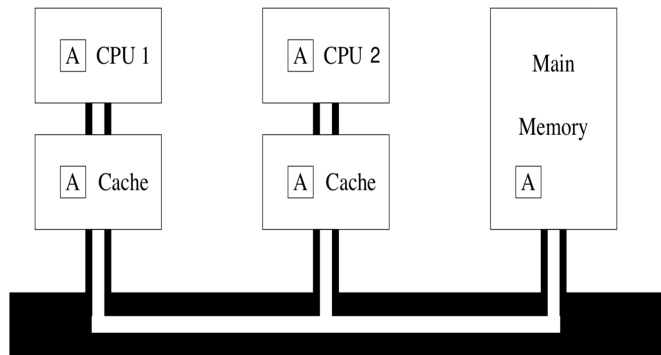 A CPU 1
A CPU 2
Main
Memory
A
A Cache
A Cache